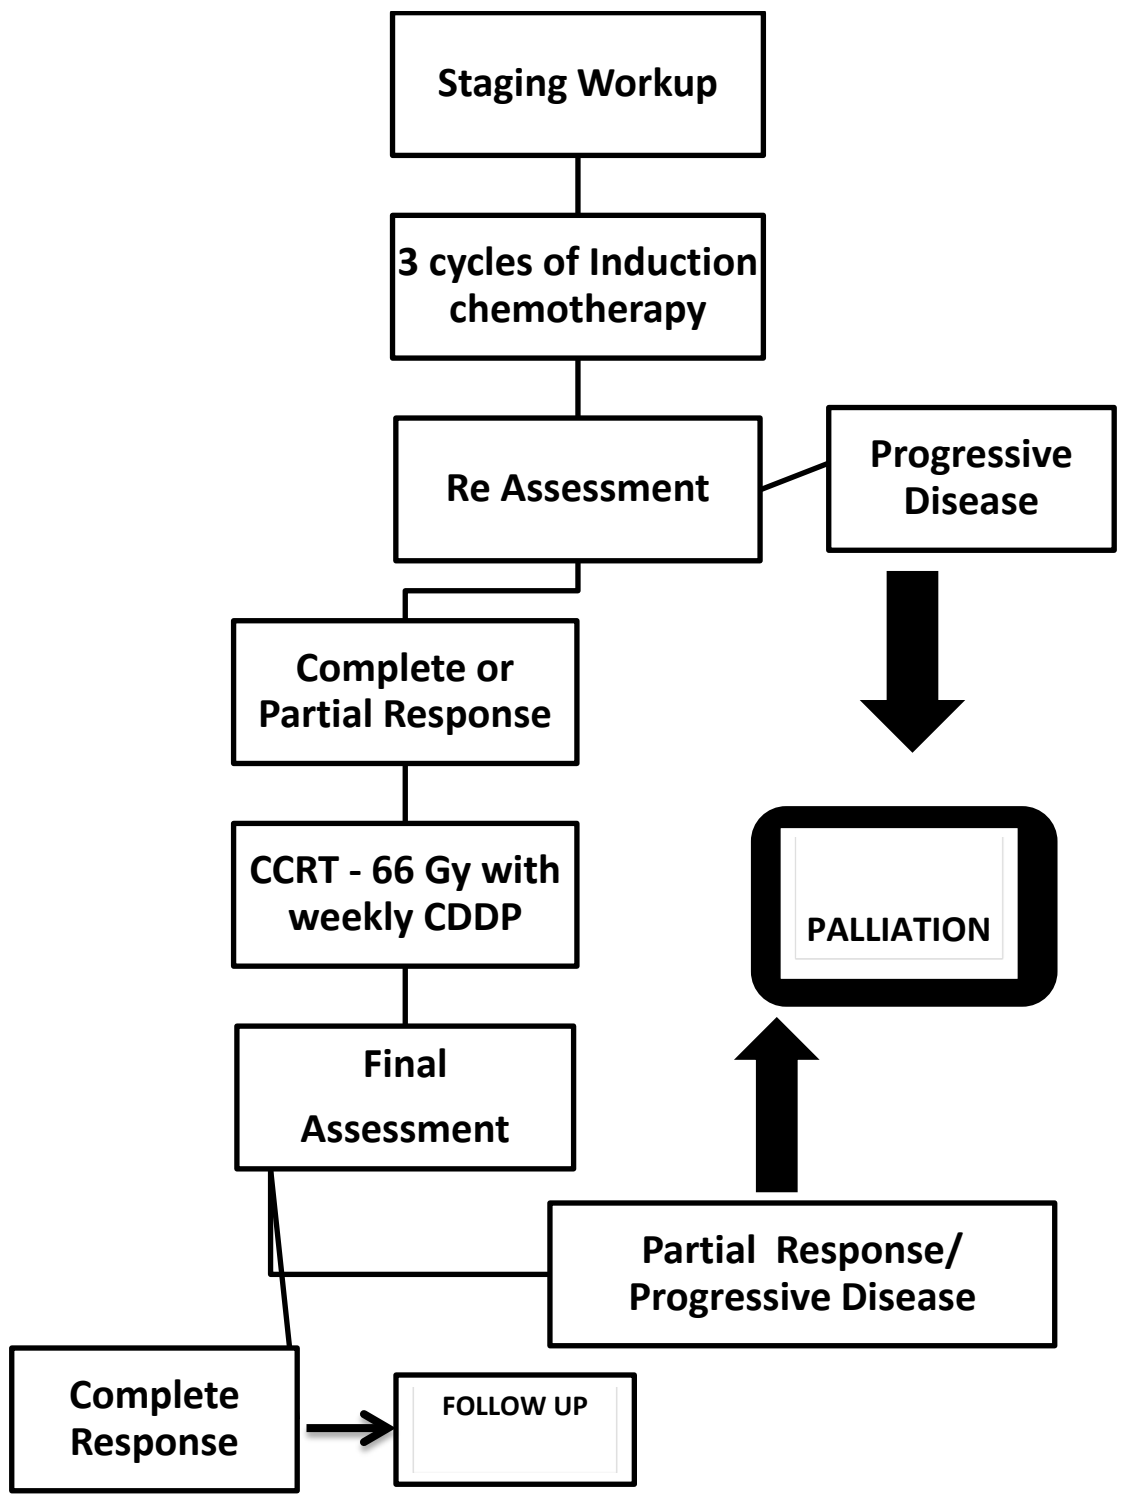 Staging Workup
3 cycles of Induction
chemotherapy
Re Assessment
Progressive
Disease
Complete or
Partial Response
CCRT - 66 Gy with
weekly CDDP
PALLIATION
Final
Assessment
Partial Response/
Progressive Disease
Complete
Response
FOLLOW UP